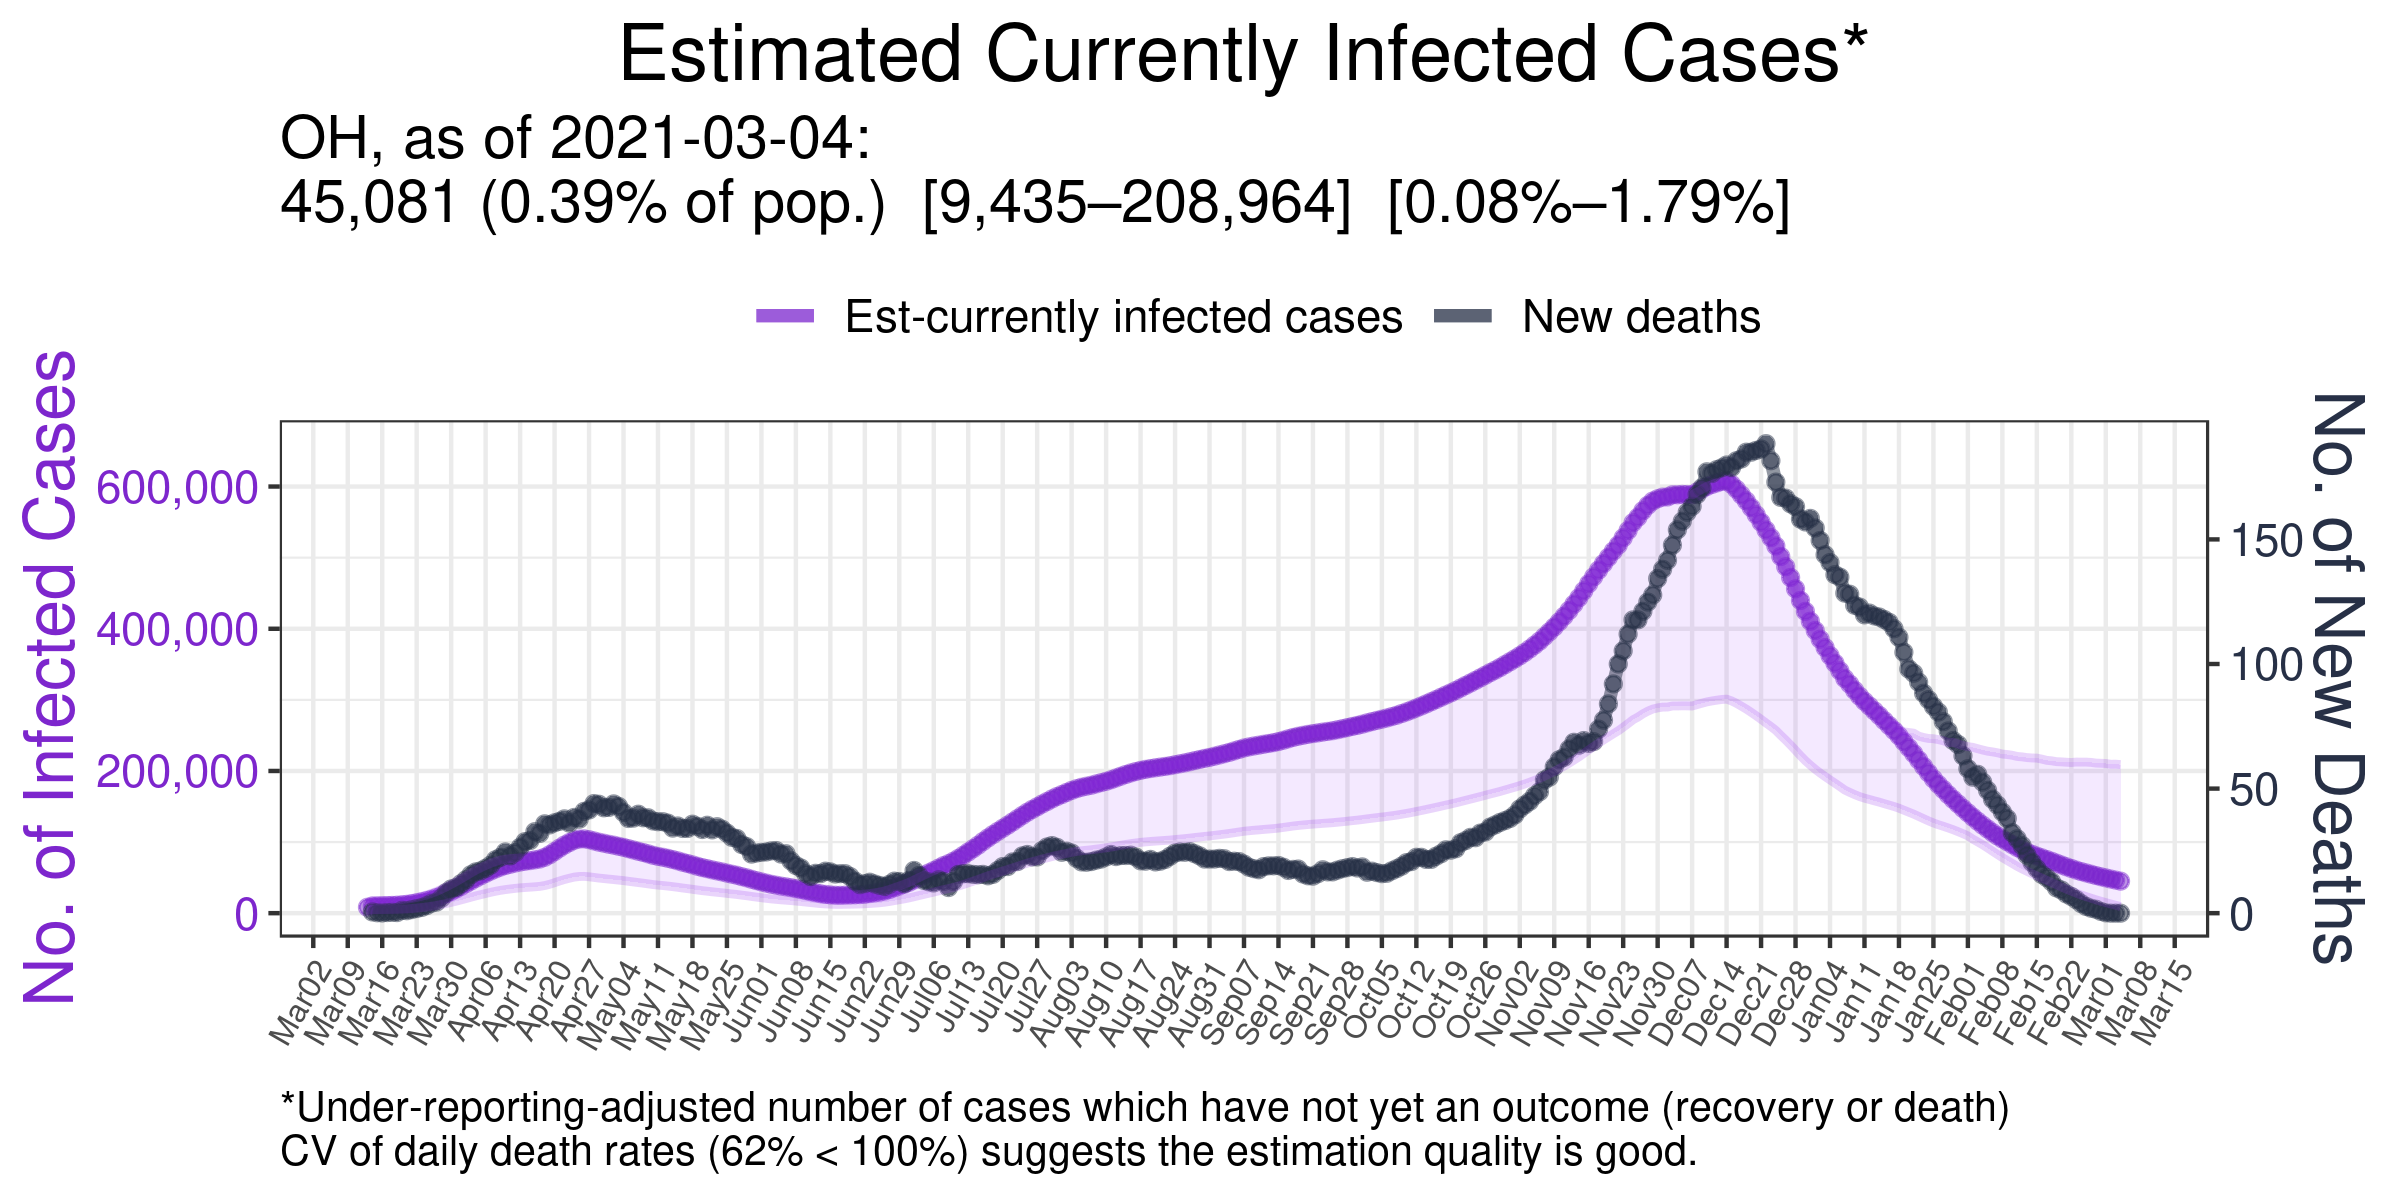 Estimated Currently Infected Cases*
OH, as of 2021-03-04:
45,081 (0.39% of pop.) [9,435–208,964] [0.08%–1.79%]
Est-currently infected cases
New deaths
No. of Infected Cases
600,000
400,000
200,000
0
No. of New Deaths
150
100
50
0
Mar02
Mar09
Mar16
Mar23
Mar30
Apr06
Apr13
Apr20
Apr27
May04
May11
May18
May25
Jun01
Jun08
Jun15
Jun22
Jun29
Jul06
Jul13
Jul20
Jul27
Aug03
Aug10
Aug17
Aug24
Aug31
Sep07
Sep14
Sep21
Sep28
Oct05
Oct12
Oct19
Oct26
Nov02
Nov09
Nov16
Nov23
Nov30
Dec07
Dec14
Dec21
Dec28
Jan04
Jan11
Jan18
Jan25
Feb01
Feb08
Feb15
Feb22
Mar01
Mar08
Mar15
*Under-reporting-adjusted number of cases which have not yet an outcome (recovery or death)
CV of daily death rates (62% < 100%) suggests the estimation quality is good.